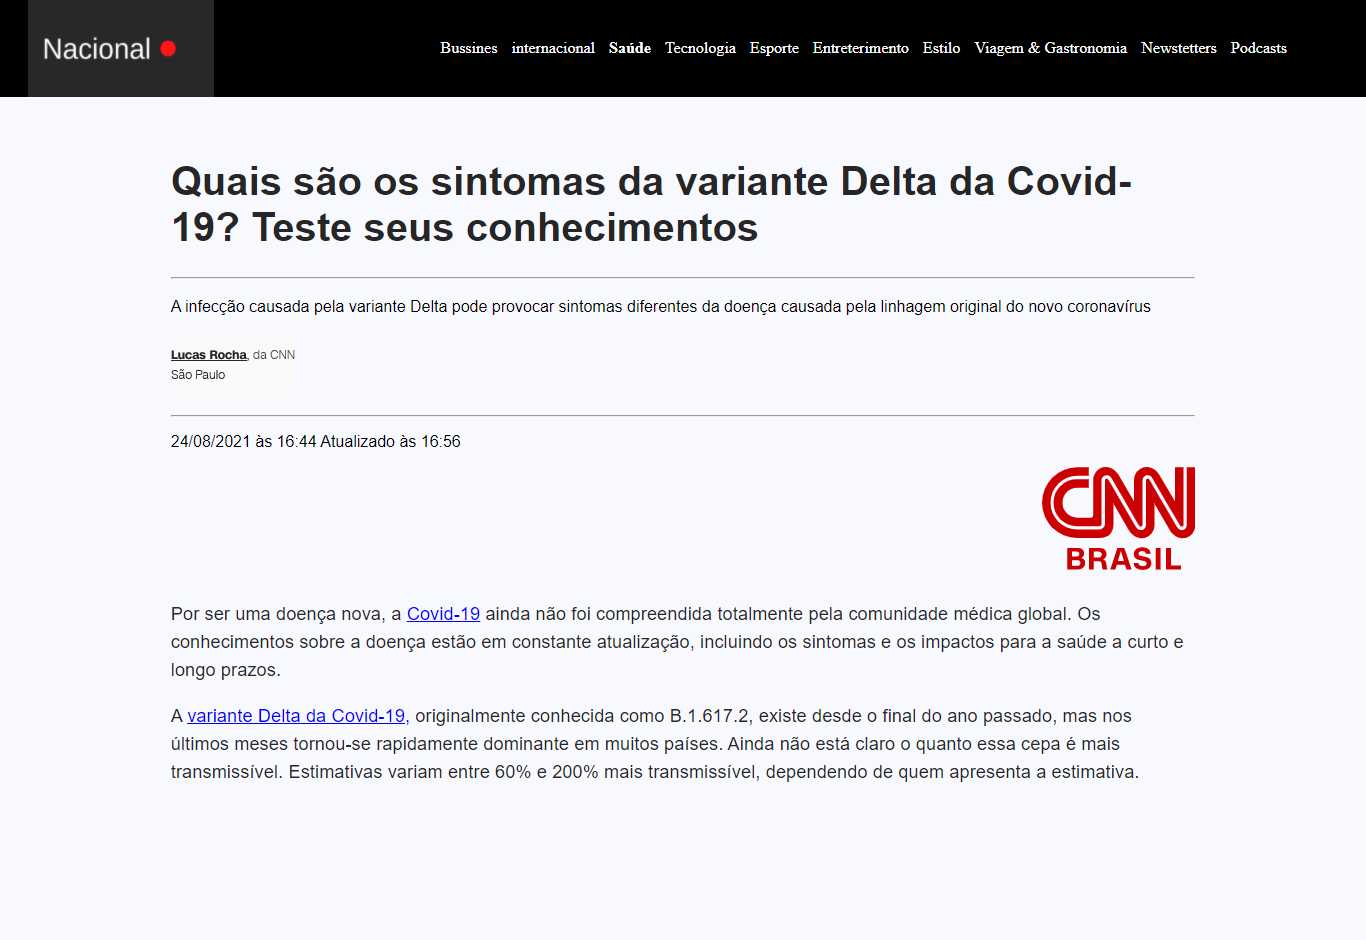 Nacional
Bussines internacional Saúde Tecnologia Esporte Entreterimento Estilo Viagem & Gastronomia Newstetters Podcasts
Quais são os sintomas da variante Delta da Covid-
19? Teste seus conhecimentos
A infecção causada pela variante Delta pode provocar sintomas diferentes da doença causada pela linhagem original do novo coronavírus
Lucas Rocha, da CNN
São Paulo
24/08/2021 às 16:44 Atualizado às 16:56
CNN
BRASIL
Por ser uma doença nova, a Covid-19 ainda não foi compreendida totalmente pela comunidade médica global. Os
conhecimentos sobre a doença estão em constante atualização, incluindo os sintomas e os impactos para a saúde a curto e
longo prazos.
A variante Delta da Covid-19, originalmente conhecida como B.1.617.2, existe desde o final do ano passado, mas nos
últimos meses tornou-se rapidamente dominante em muitos países. Ainda não está claro o quanto essa cepa é mais
transmissível. Estimativas variam entre 60% e 200% mais transmissível, dependendo de quem apresenta a estimativa.